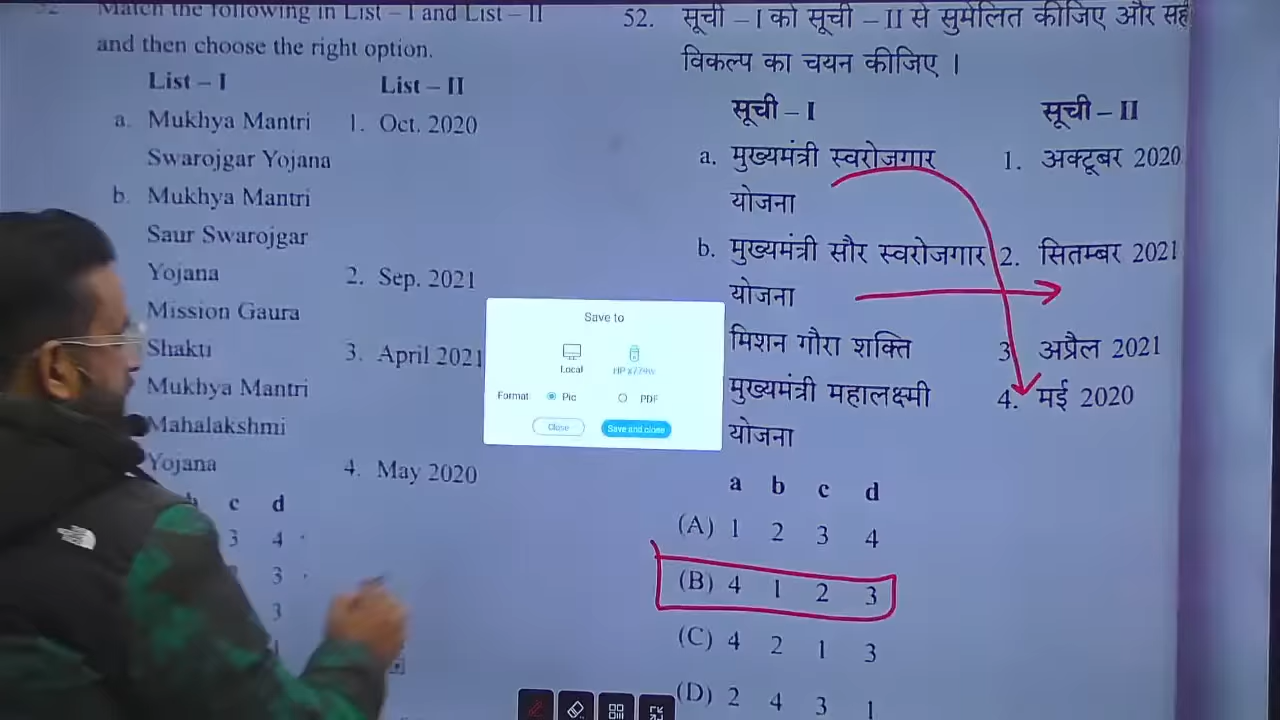 52 Match the following in List – I and List – II
and then choose the right option.
List – I List – II
a. Mukhya Mantri 1. Oct. 2020
Swarojgar Yojana
b. Mukhya Mantri
Saur Swarojgar
Yojana 2. Sep. 2021
Mission Gaura
Shakti 3. April 2021
Mukhya Mantri
Mahalakshmi
Yojana 4. May 2020
b c d
3 4
3
3
1
52. सूची – I को सूची – II से सुमेलित कीजिए और सही
विकल्प का चयन कीजिए ।
सूची – I सूची – II
a. मुख्यमंत्री स्वरोजगार 1. अक्टूबर 2020
योजना
b. मुख्यमंत्री सौर स्वरोजगार 2. सितम्बर 2021
योजना
मिशन गौरा शक्ति 3 अप्रैल 2021
मुख्यमंत्री महालक्ष्मी 4. मई 2020
योजना
a b c d
(A) 1 2 3 4
(B) 4 1 2 3
(C) 4 2 1 3
(D) 2 4 3 1
Save to
Local HP x779w
Format Pic PDF
Close Save and close